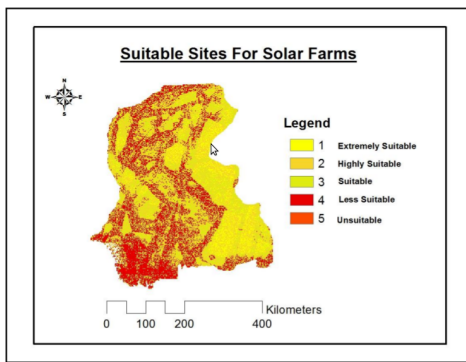 Suitable Sites For Solar Farms
N
W E
S
Legend
1 Extremely Suitable
2 Highly Suitable
3 Suitable
4 Less Suitable
5 Unsuitable
Kilometers
0 100 200 400